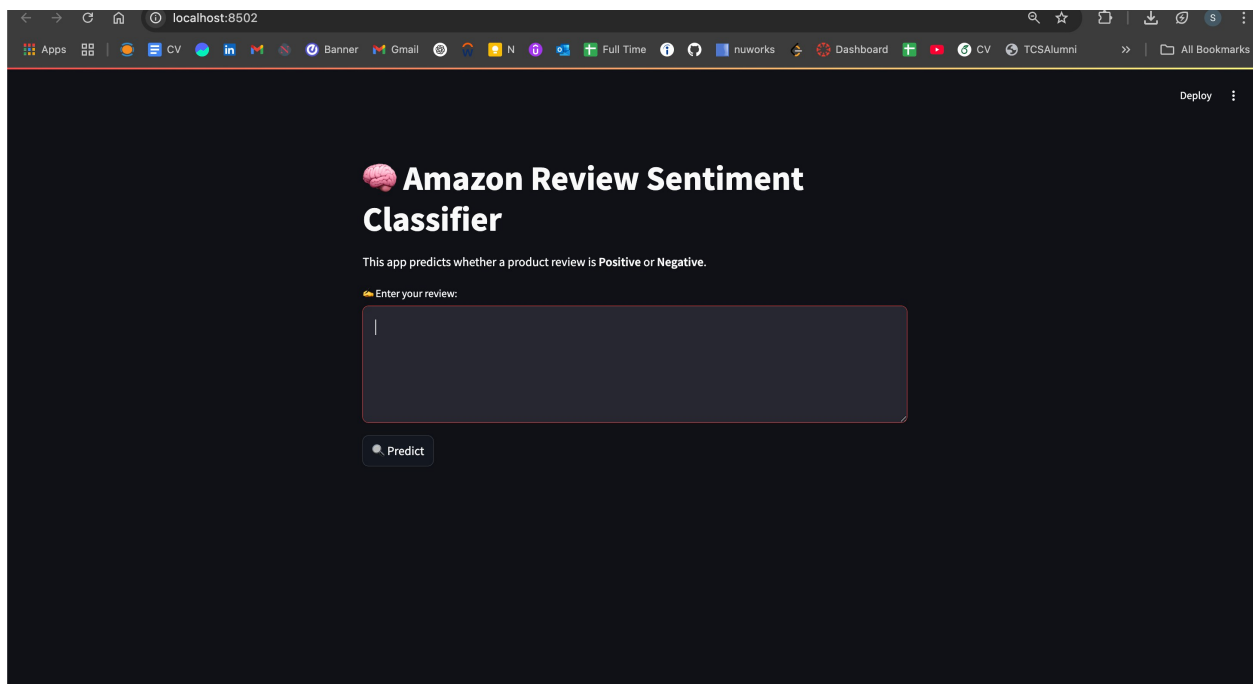 localhost:8502
S
Apps CV in Banner Gmail N Full Time nuworks Dashboard CV TCSAlumni » All Bookmarks
Deploy
🧠 Amazon Review Sentiment
Classifier
This app predicts whether a product review is Positive or Negative.
✍️ Enter your review:
🔍 Predict